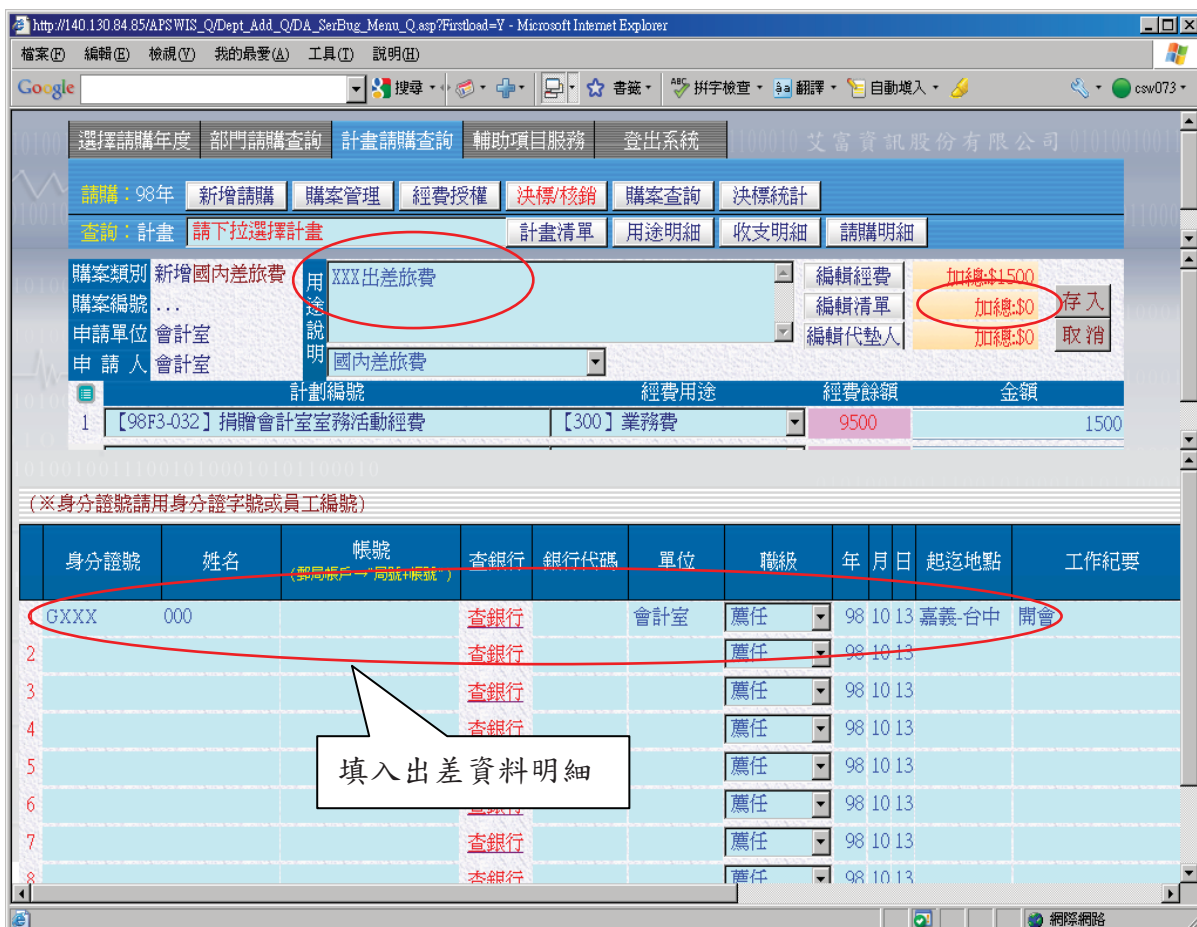 http://140.130.84.85/APSWIS_Q/Dept_Add_Q/DA_SerBug_Menu_Q.asp?Firstload=Y - Microsoft Internet Explorer
檔案(F) 編輯(E) 檢視(V) 我的最愛(A) 工具(T) 說明(H)
Google 搜尋 書籤 ABC 拼字檢查 翻譯 自動填入 csw073
選擇請購年度 部門請購查詢 計畫請購查詢 輔助項目服務 登出系統 艾富資訊股份有限公司
請購：98年 新增請購 購案管理 經費授權 決標/核銷 購案查詢 決標統計
查詢：計畫 請下拉選擇計畫 計畫清單 用途明細 收支明細 請購明細
購案類別 新增國內差旅費 用途說明 XXX出差旅費 編輯經費 加總:$1500
購案編號 ... 編輯清單 加總:$0 存入
申請單位 會計室 編輯代墊人 加總:$0 取消
申 請 人 會計室 國內差旅費
計劃編號 經費用途 經費餘額 金額
1 【98F3-032】捐贈會計室室務活動經費 【300】業務費 9500 1500
(※身分證號請用身分證字號或員工編號)
身分證號 姓名 帳號 查銀行 銀行代碼 單位 職級 年 月 日 起迄地點 工作紀要
(郵局帳戶→"局號+帳號")
GXXX 000 查銀行 會計室 薦任 98 10 13 嘉義-台中 開會
2 查銀行 薦任 98 10 13
3 查銀行 薦任 98 10 13
4 查銀行 薦任 98 10 13
5 薦任 98 10 13
填入出差資料明細
6 查銀行 薦任 98 10 13
7 查銀行 薦任 98 10 13
8 查銀行 薦任 98 10 13
網際網路